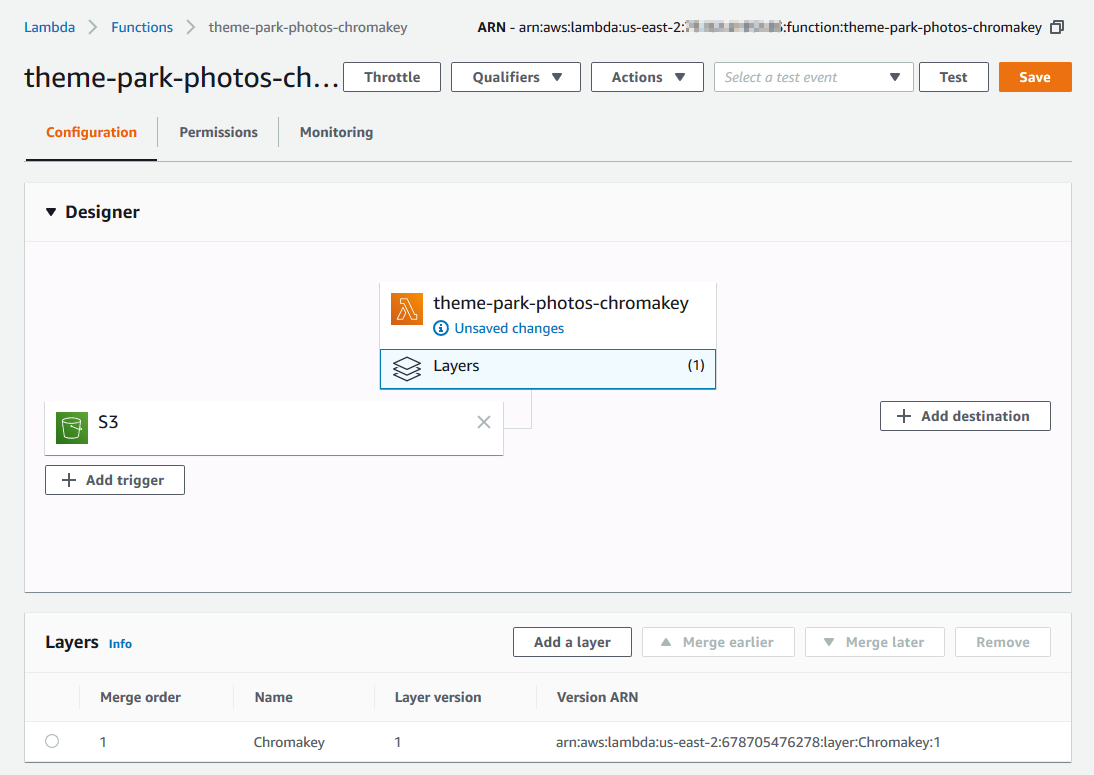 Lambda Functions theme-park-photos-chromakey ARN - arn:aws:lambda:us-east-2: :function:theme-park-photos-chromakey
theme-park-photos-ch... Throttle Qualifiers Actions Select a test event Test Save
Configuration Permissions Monitoring
Designer
theme-park-photos-chromakey
Unsaved changes
Layers (1)
S3
Add destination
Add trigger
Layers Info Add a layer Merge earlier Merge later Remove
Merge order Name Layer version Version ARN
1 Chromakey 1 arn:aws:lambda:us-east-2:678705476278:layer:Chromakey:1